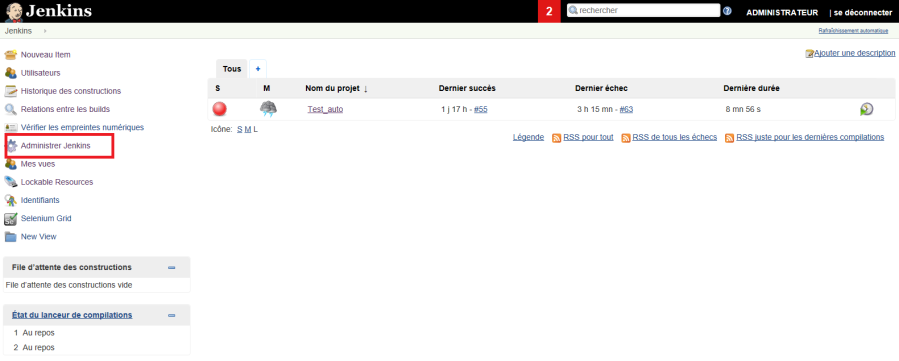 Jenkins
2
rechercher
ADMINISTRATEUR | se déconnecter
Jenkins
Rafraîchissement automatique
Nouveau Item
Utilisateurs
Historique des constructions
Relations entre les builds
Vérifier les empreintes numériques
Administrer Jenkins
Mes vues
Lockable Resources
Identifiants
Selenium Grid
New View
File d'attente des constructions
File d'attente des constructions vide
État du lanceur de compilations
1 Au repos
2 Au repos
Ajouter une description
Tous +
S M Nom du projet ↓ Dernier succès Dernier échec Dernière durée
Test_auto 1 j 17 h - #55 3 h 15 mn - #63 8 mn 56 s
Icône: S M L
Légende RSS pour tout RSS de tous les échecs RSS juste pour les dernières compilations